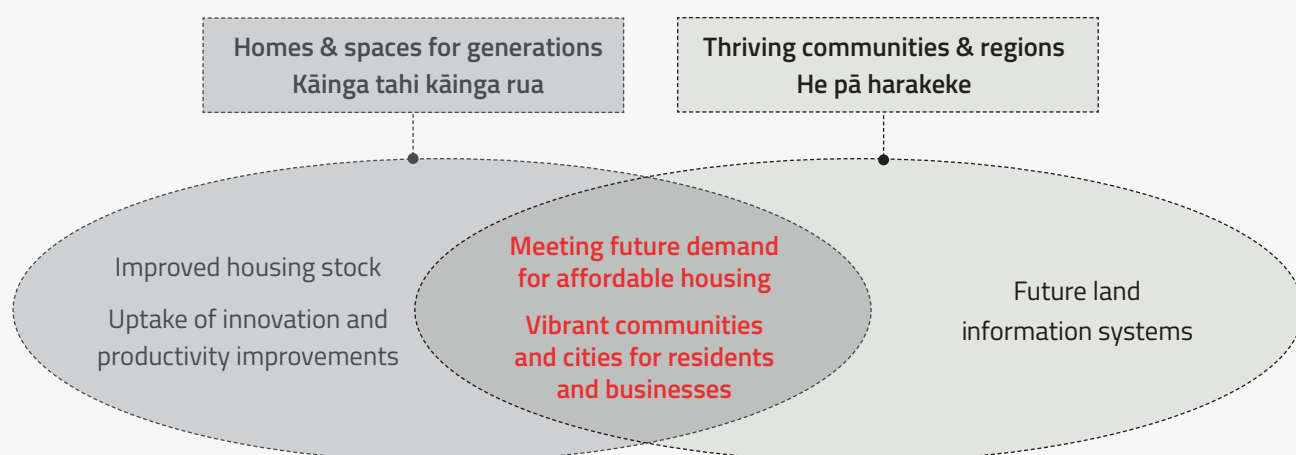 Homes & spaces for generations
Kāinga tahi kāinga rua
Thriving communities & regions
He pā harakeke
Improved housing stock
Uptake of innovation and
productivity improvements
Meeting future demand
for affordable housing
Vibrant communities
and cities for residents
and businesses
Future land
information systems